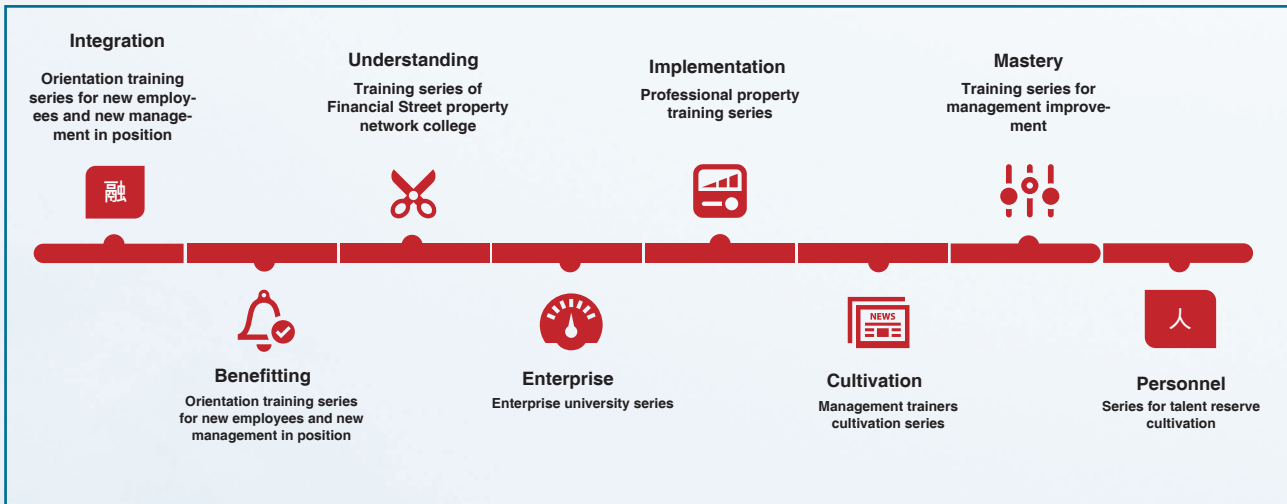 Integration
Orientation training
series for new employ-
ees and new manage-
ment in position
融
Benefitting
Orientation training series
for new employees and new
management in position
Understanding
Training series of
Financial Street property
network college
Enterprise
Enterprise university series
Implementation
Professional property
training series
NEWS
Cultivation
Management trainers
cultivation series
Mastery
Training series for
management improve-
ment
人
Personnel
Series for talent reserve
cultivation